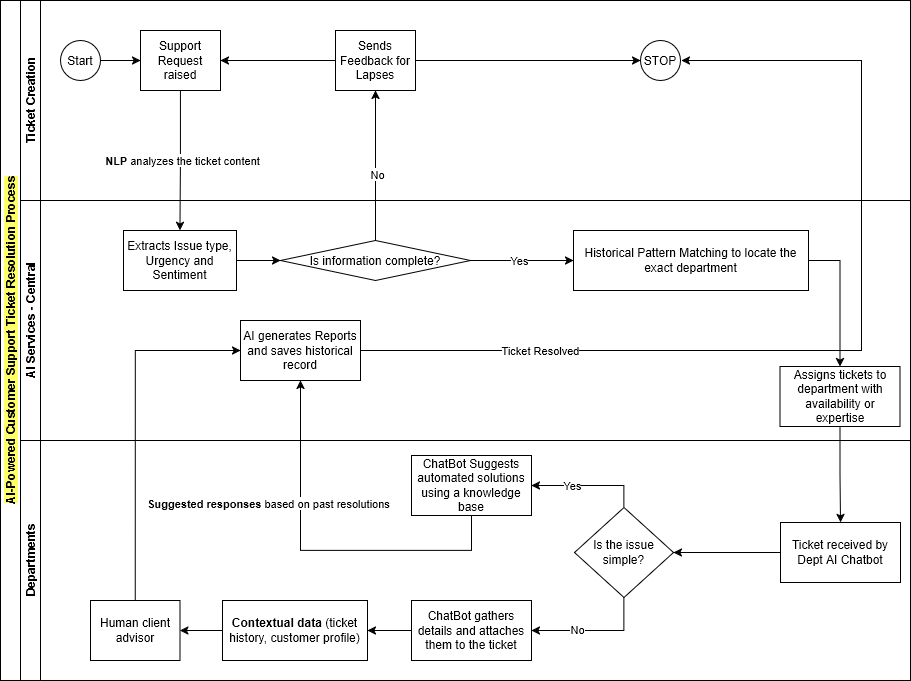 AI-Powered Customer Support Ticket Resolution Process
Ticket Creation
Start
Support
Request
raised
Sends
Feedback for
Lapses
STOP
NLP analyzes the ticket content
No
AI Services - Central
Extracts Issue type,
Urgency and
Sentiment
Is information complete?
Yes
Historical Pattern Matching to locate the
exact department
AI generates Reports
and saves historical
record
Ticket Resolved
Assigns tickets to
department with
availability or
expertise
Departments
ChatBot Suggests
automated solutions
using a knowledge
base
Yes
Suggested responses based on past resolutions
Is the issue
simple?
Ticket received by
Dept AI Chatbot
Human client
advisor
Contextual data (ticket
history, customer profile)
ChatBot gathers
details and attaches
them to the ticket
No